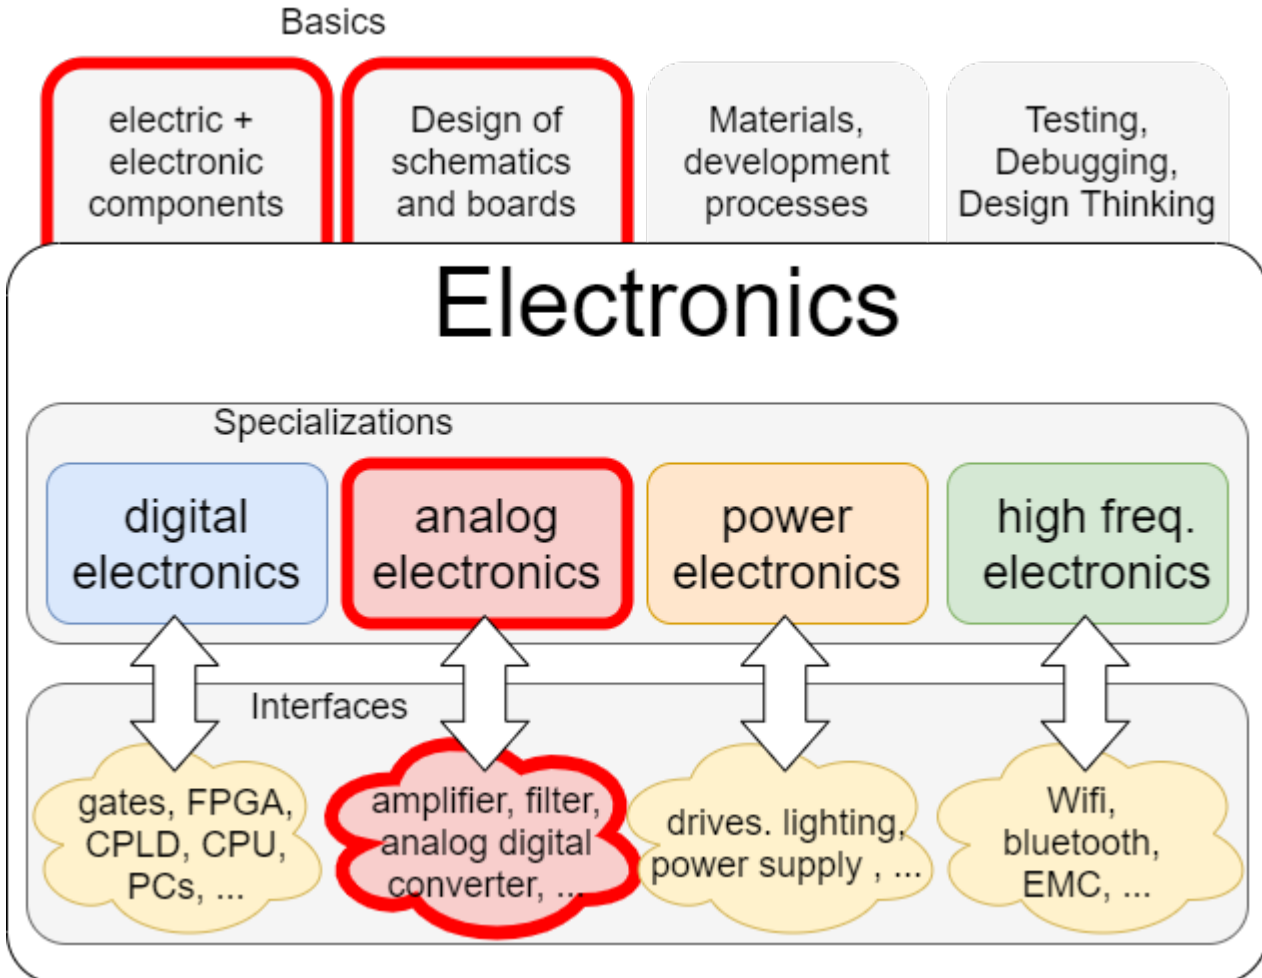 Basics
electric +
electronic
components
Design of
schematics
and boards
Materials,
development
processes
Testing,
Debugging,
Design Thinking
Electronics
Specializations
digital
electronics
analog
electronics
power
electronics
high freq.
electronics
Interfaces
gates, FPGA,
CPLD, CPU,
PCs, ...
amplifier, filter,
analog digital
converter, ...
drives. lighting,
power supply , ...
Wifi,
bluetooth,
EMC, ...